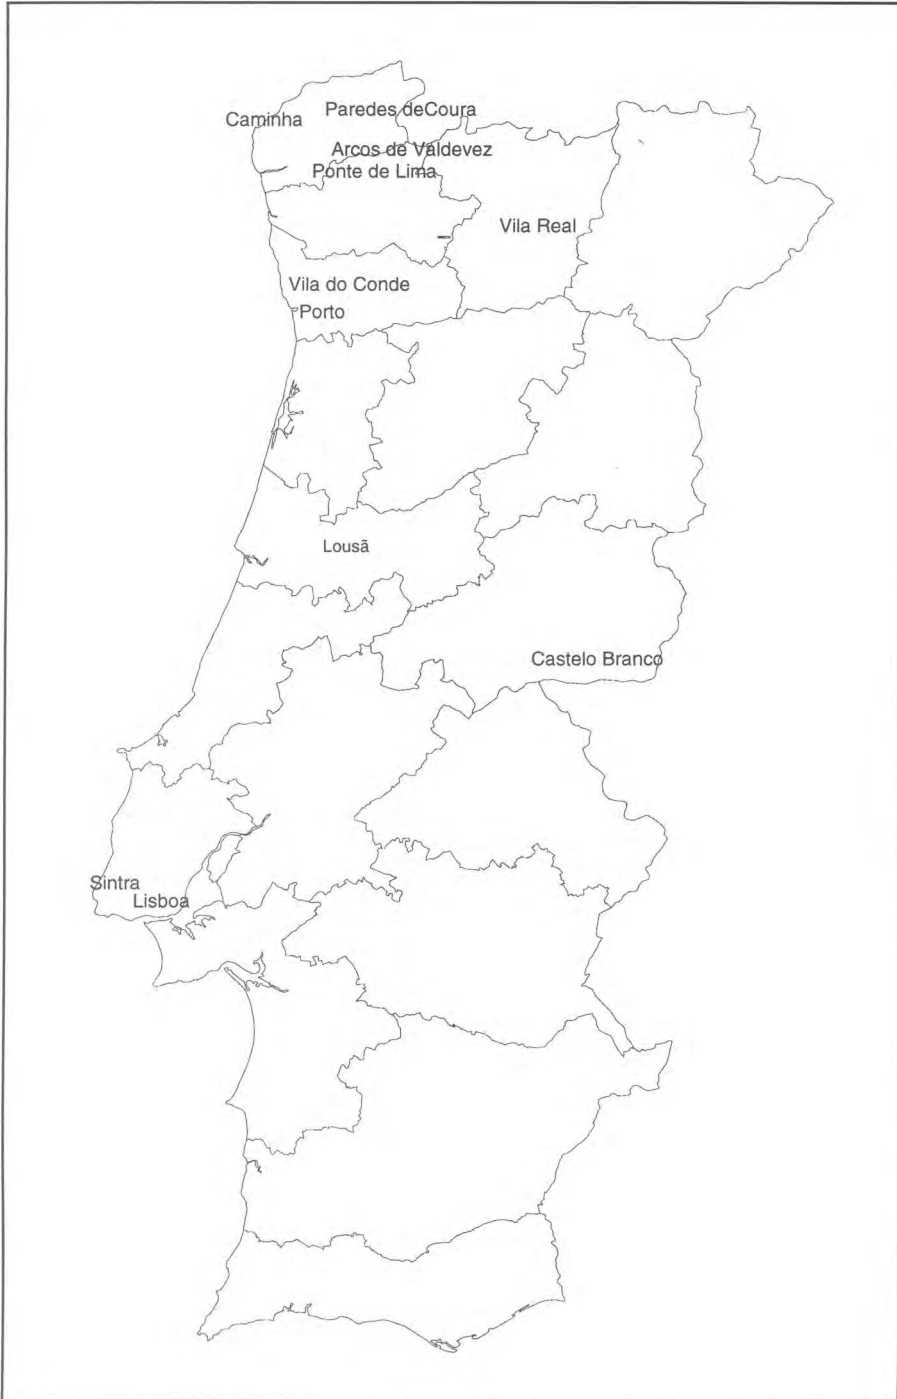 Paredes deCoura
Caminha
Arcos de Valdevez
Ponte de Lima
Vila Real
Vila do Conde
Porto
Lousã
Castelo Branco
Sintra
Lisboa